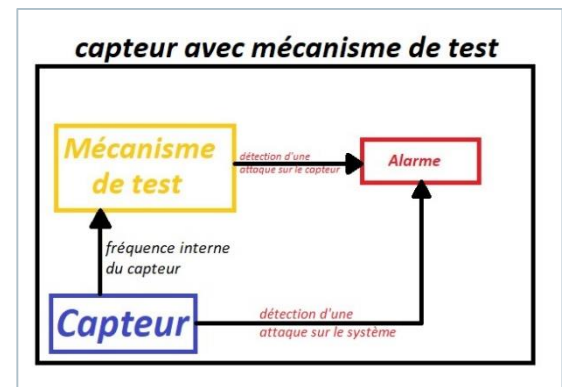 capteur avec mécanisme de test
Mécanisme
de test
détection d'une
attaque sur le capteur
Alarme
fréquence interne
du capteur
Capteur
détection d'une
attaque sur le système